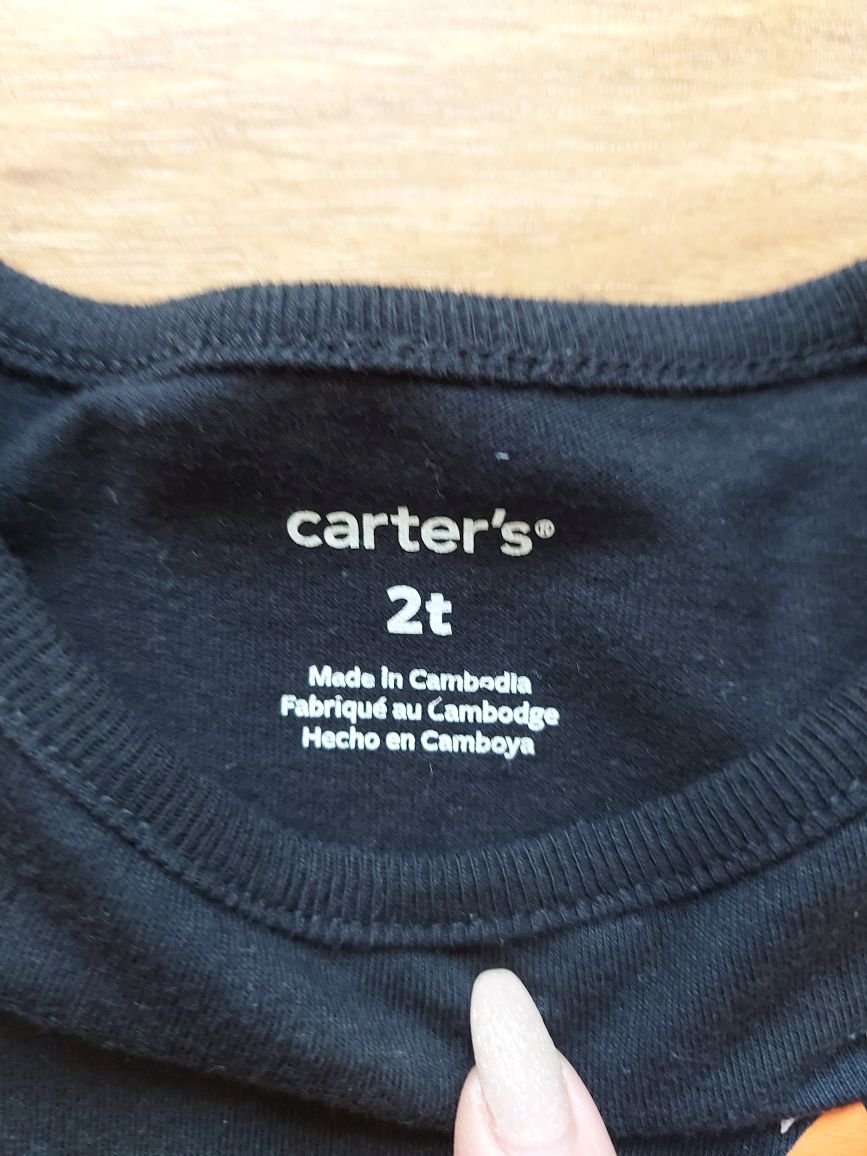 carter's®
2t
Made in Cambodia
Fabriqué au Cambodge
Hecho en Camboya